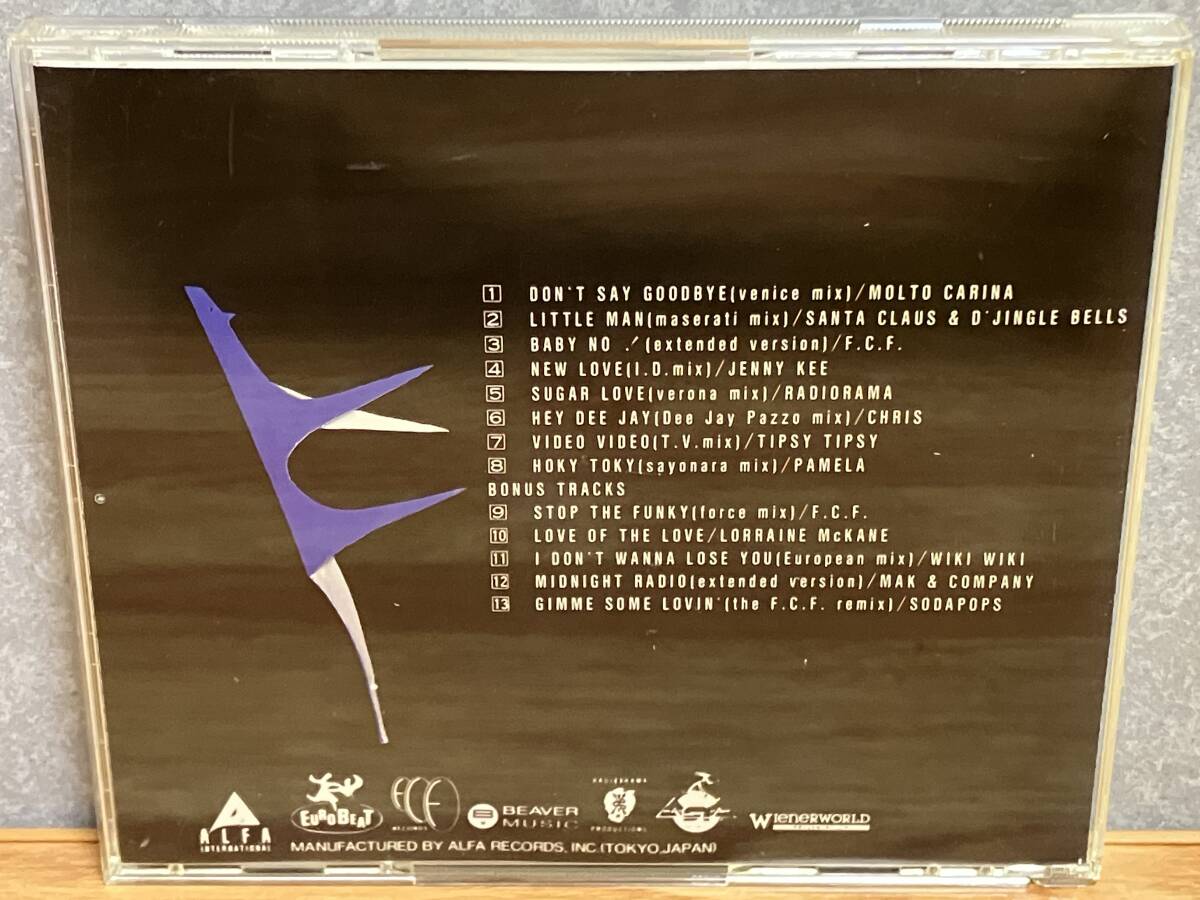 1 DON'T SAY GOODBYE(venice mix)/MOLTO CARINA
2 LITTLE MAN(maserati mix)/SANTA CLAUS & D'JINGLE BELLS
3 BABY NO !(extended version)/F.C.F.
4 NEW LOVE(I.D.mix)/JENNY KEE
5 SUGAR LOVE(verona mix)/RADIORAMA
6 HEY DEE JAY(Dee Jay Pazzo mix)/CHRIS
7 VIDEO VIDEO(T.V.mix)/TIPSY TIPSY
8 HOKY TOKY(sayonara mix)/PAMELA
BONUS TRACKS
9 STOP THE FUNKY(force mix)/F.C.F.
10 LOVE OF THE LOVE/LORRAINE McKANE
11 I DON'T WANNA LOSE YOU(European mix)/WIKI WIKI
12 MIDNIGHT RADIO(extended version)/MAK & COMPANY
13 GIMME SOME LOVIN'(the F.C.F. remix)/SODAPOPS
ALFA
INTERNATIONAL
EUROBEAT
FCF
RECORDS
BEAVER
MUSIC
RADIORAMA
PRODUCTIONS
WIENERWORLD
MANUFACTURED BY ALFA RECORDS, INC.(TOKYO,JAPAN)